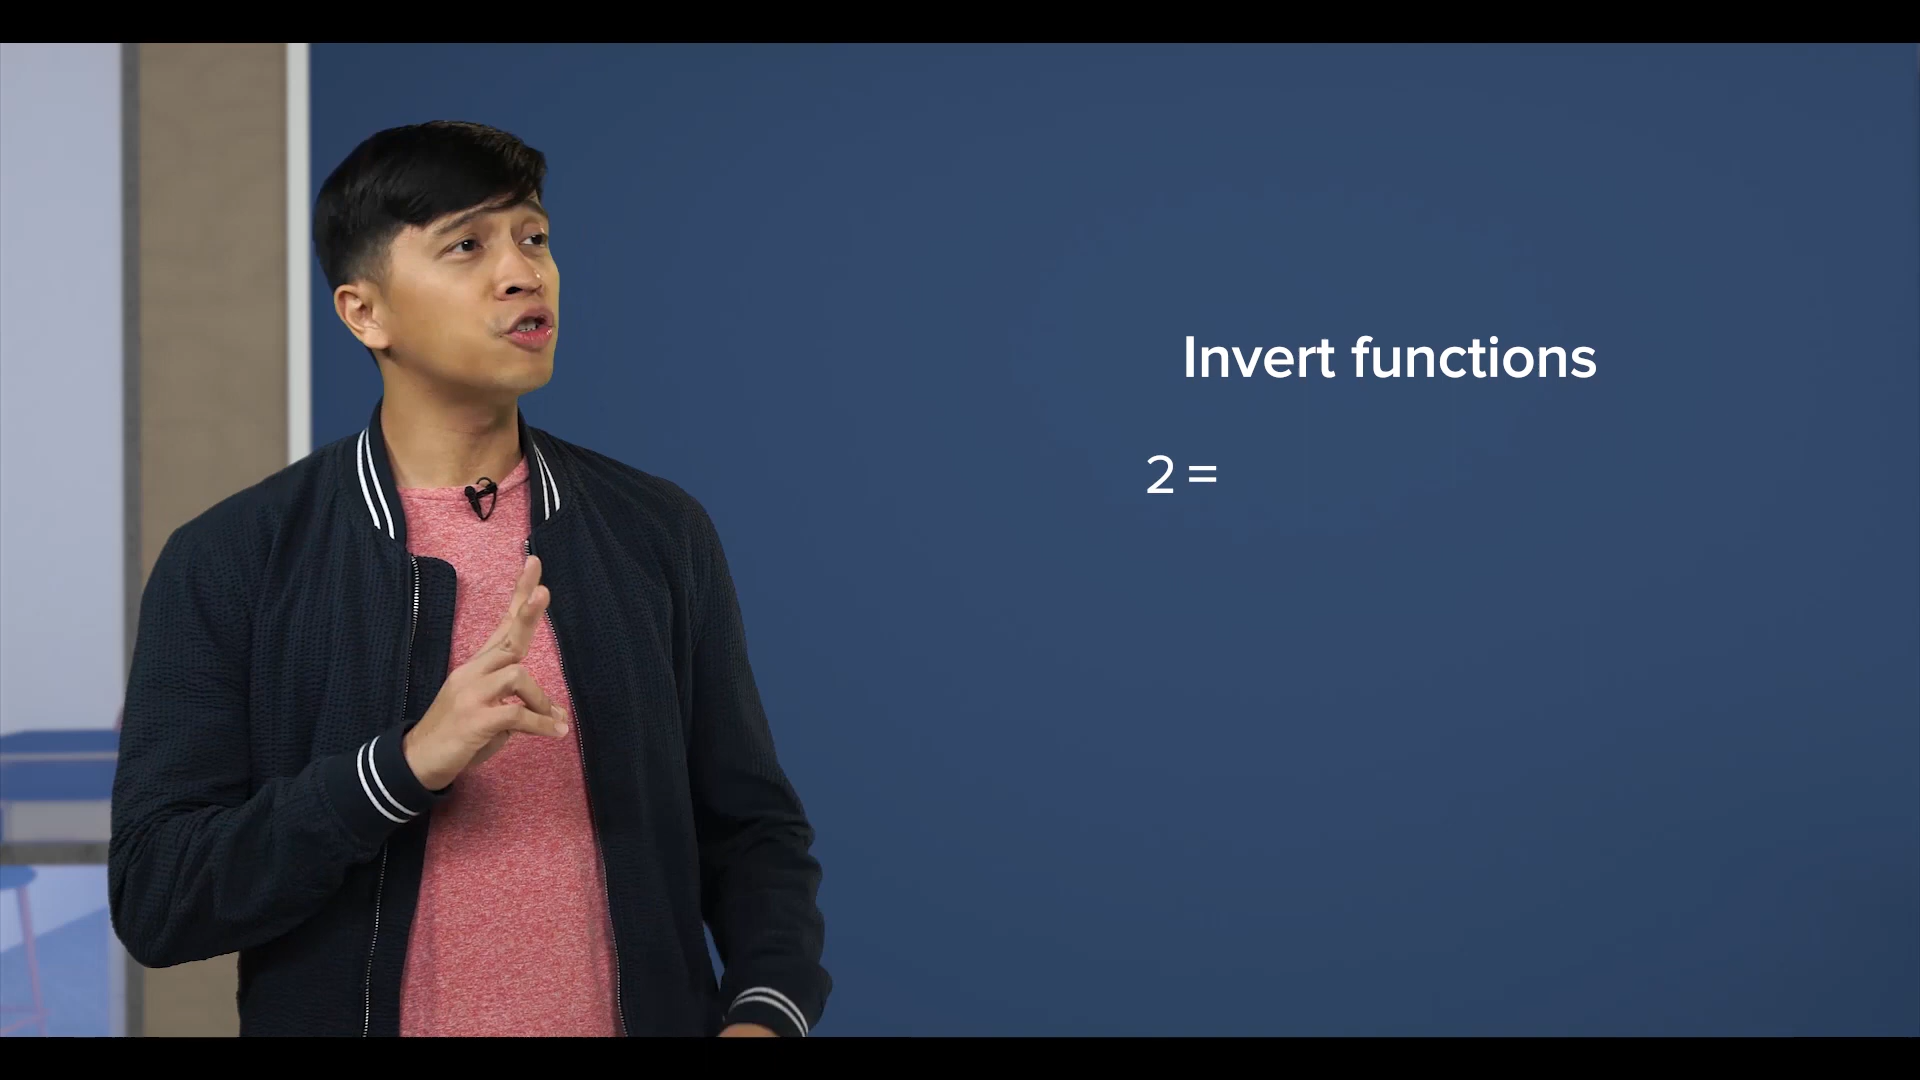 Invert functions
2 =